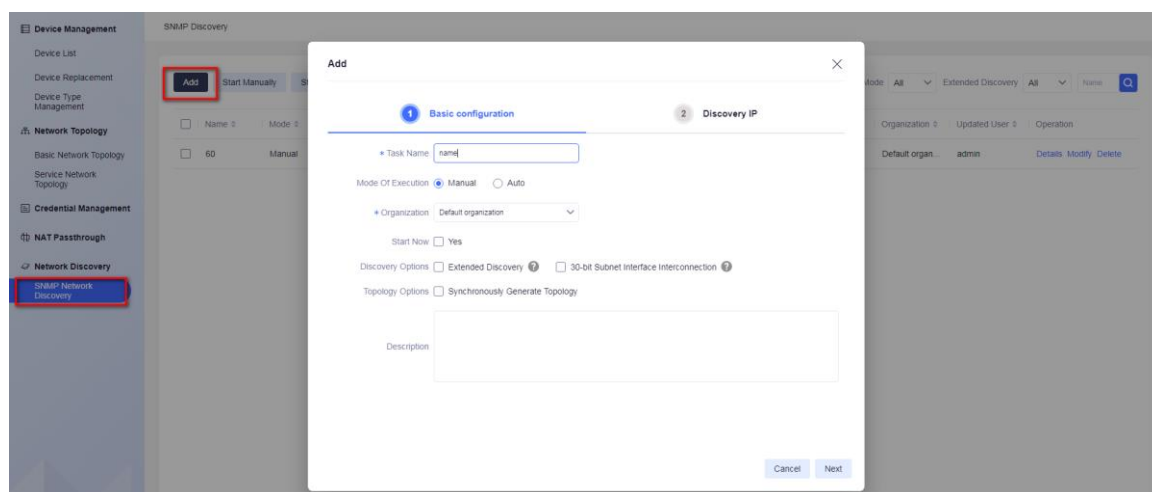 Device Management
Device List
Device Replacement
Device Type
Management
Network Topology
Basic Network Topology
Service Network
Topology
Credential Management
NAT Passthrough
Network Discovery
SNMP Network
Discovery
SNMP Discovery
Add
Start Manually
Name
Mode
60
Manual
Mode All
Extended Discovery All
Name
Organization
Updated User
Operation
Default organ...
admin
Details Modify Delete
Add
1 Basic configuration
2 Discovery IP
* Task Name name
Mode Of Execution Manual Auto
* Organization Default organization
Start Now Yes
Discovery Options Extended Discovery ? 30-bit Subnet Interface Interconnection ?
Topology Options Synchronously Generate Topology
Description
Cancel Next